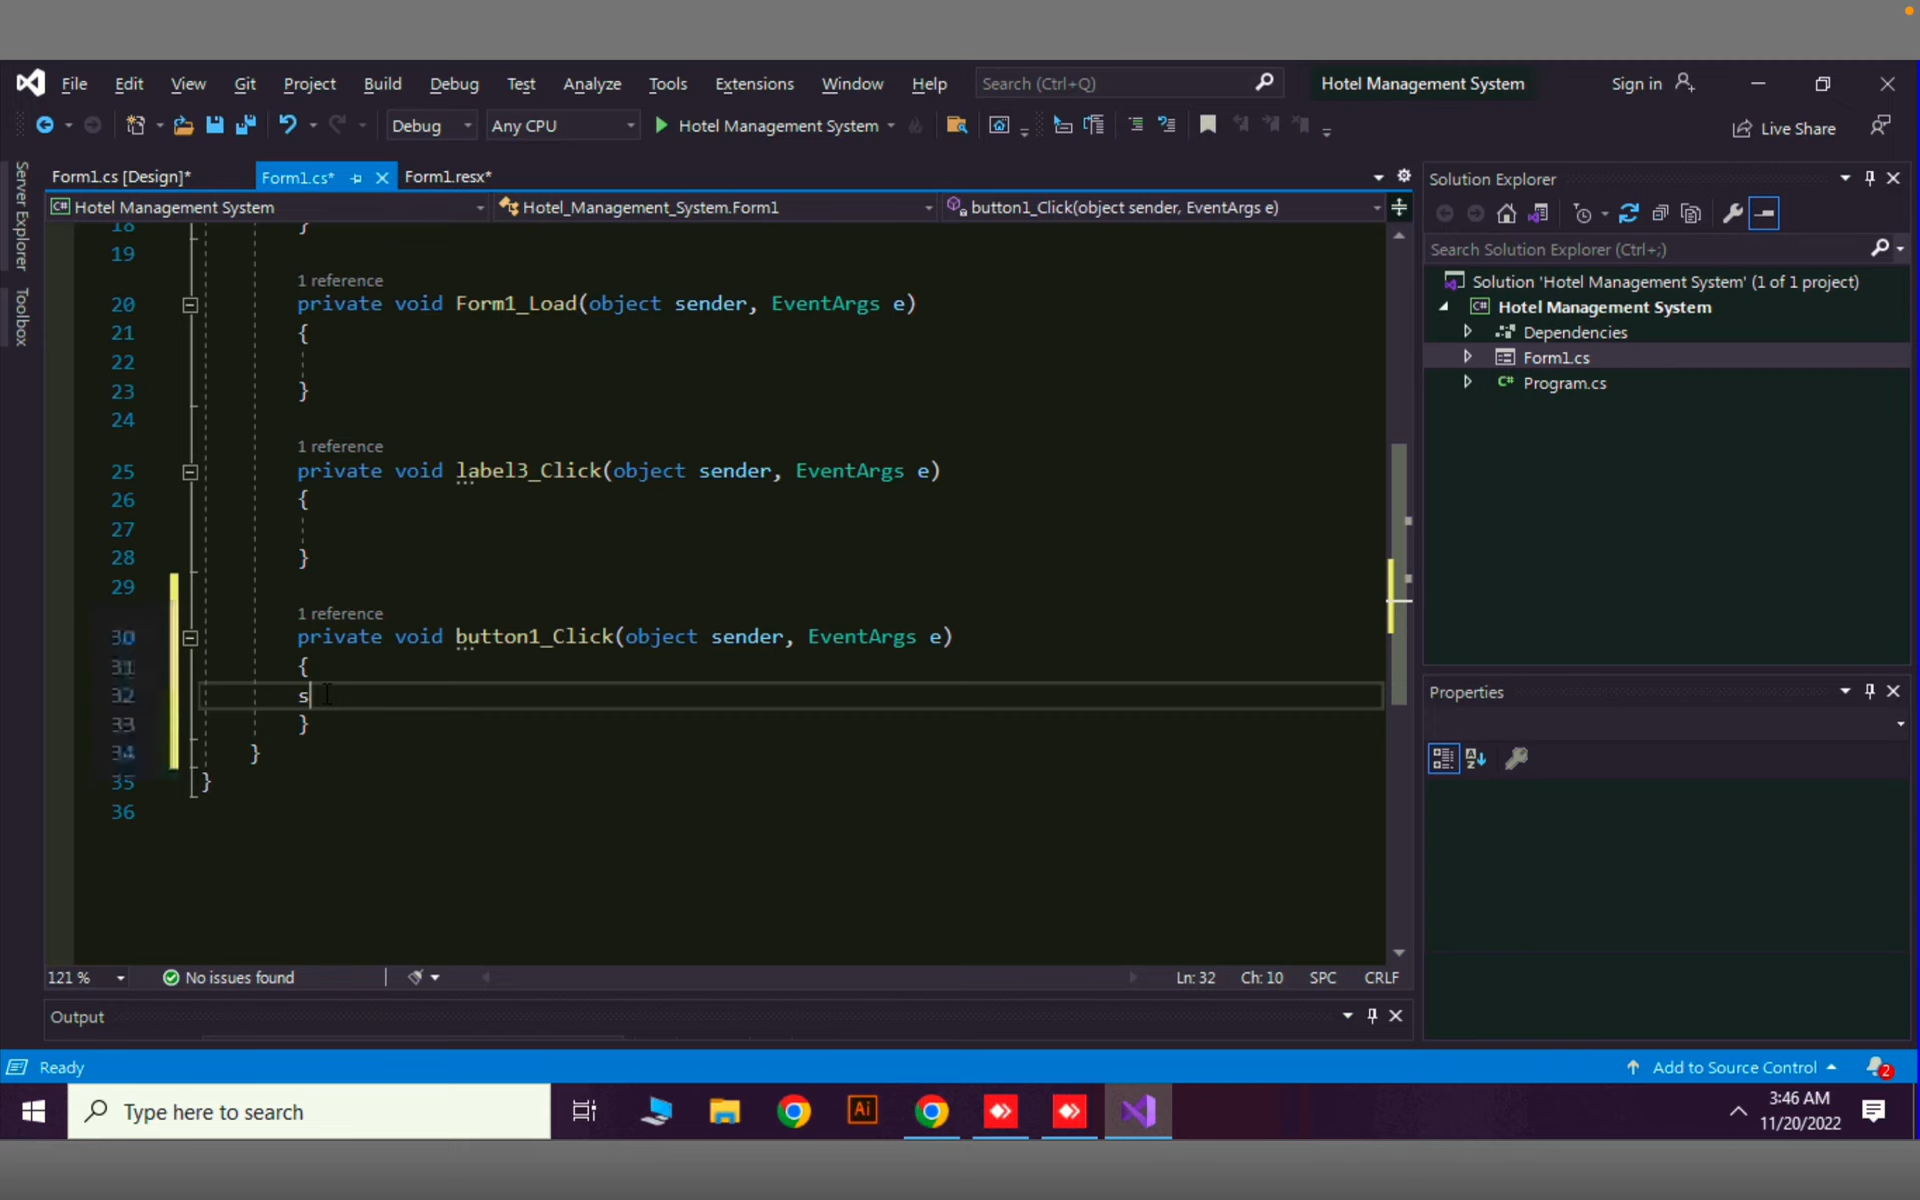 File Edit View Git Project Build Debug Test Analyze Tools Extensions Window Help Search (Ctrl+Q) Hotel Management System Sign in
Debug Any CPU Hotel Management System Live Share
Server Explorer
Toolbox
Form1.cs [Design]* Form1.cs* Form1.resx*
Hotel Management System Hotel_Management_System.Form1 button1_Click(object sender, EventArgs e)
18 }
19
1 reference
20 private void Form1_Load(object sender, EventArgs e)
21 {
22
23 }
24
1 reference
25 private void label3_Click(object sender, EventArgs e)
26 {
27
28 }
29
1 reference
30 private void button1_Click(object sender, EventArgs e)
31 {
32 s
33 }
34 }
35 }
36
121 % No issues found Ln: 32 Ch: 10 SPC CRLF
Output
Solution Explorer
Search Solution Explorer (Ctrl+;)
Solution 'Hotel Management System' (1 of 1 project)
C# Hotel Management System
Dependencies
Form1.cs
C# Program.cs
Properties
Ready Add to Source Control 2
Type here to search Ai 3:46 AM
11/20/2022